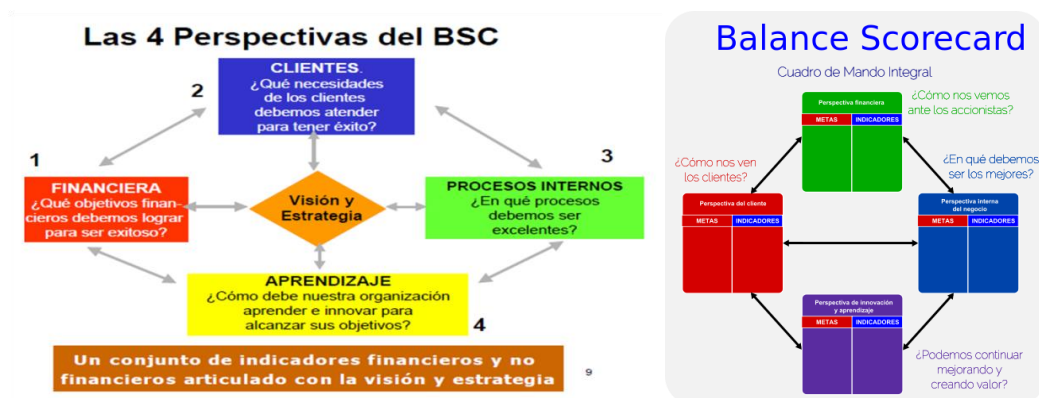 Las 4 Perspectivas del BSC
2
CLIENTES.
¿Qué necesidades
de los clientes
debemos atender
para tener éxito?
1
FINANCIERA
¿Qué objetivos finan-
cieros debemos lograr
para ser exitoso?
Visión y
Estrategia
3
PROCESOS INTERNOS
¿En qué procesos
debemos ser
excelentes?
APRENDIZAJE
¿Cómo debe nuestra organización
aprender e innovar para
alcanzar sus objetivos?
4
Un conjunto de indicadores financieros y no
financieros articulado con la visión y estrategia
9
Balance Scorecard
Cuadro de Mando Integral
Perspectiva financiera
METAS INDICADORES
¿Cómo nos vemos
ante los accionistas?
¿Cómo nos ven
los clientes?
Perspectiva del cliente
METAS INDICADORES
¿En qué debemos
ser los mejores?
Perspectiva interna
del negocio
METAS INDICADORES
Perspectiva de innovación
y aprendizaje
METAS INDICADORES
¿Podemos continuar
mejorando y
creando valor?